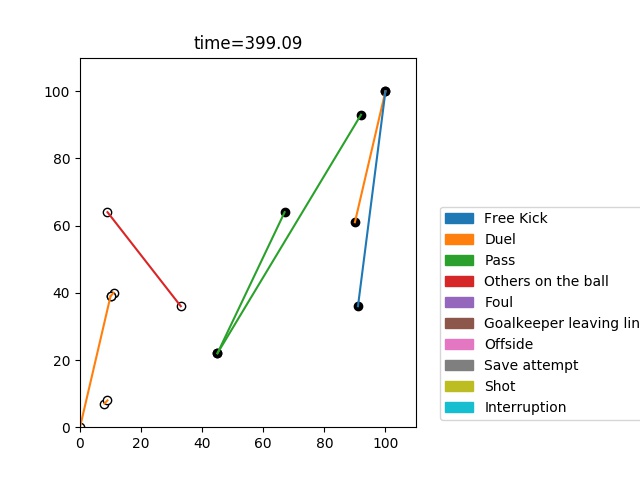 time=399.09
100
80
60
40
20
0
0 20 40 60 80 100
Free Kick
Duel
Pass
Others on the ball
Foul
Goalkeeper leaving lin
Offside
Save attempt
Shot
Interruption